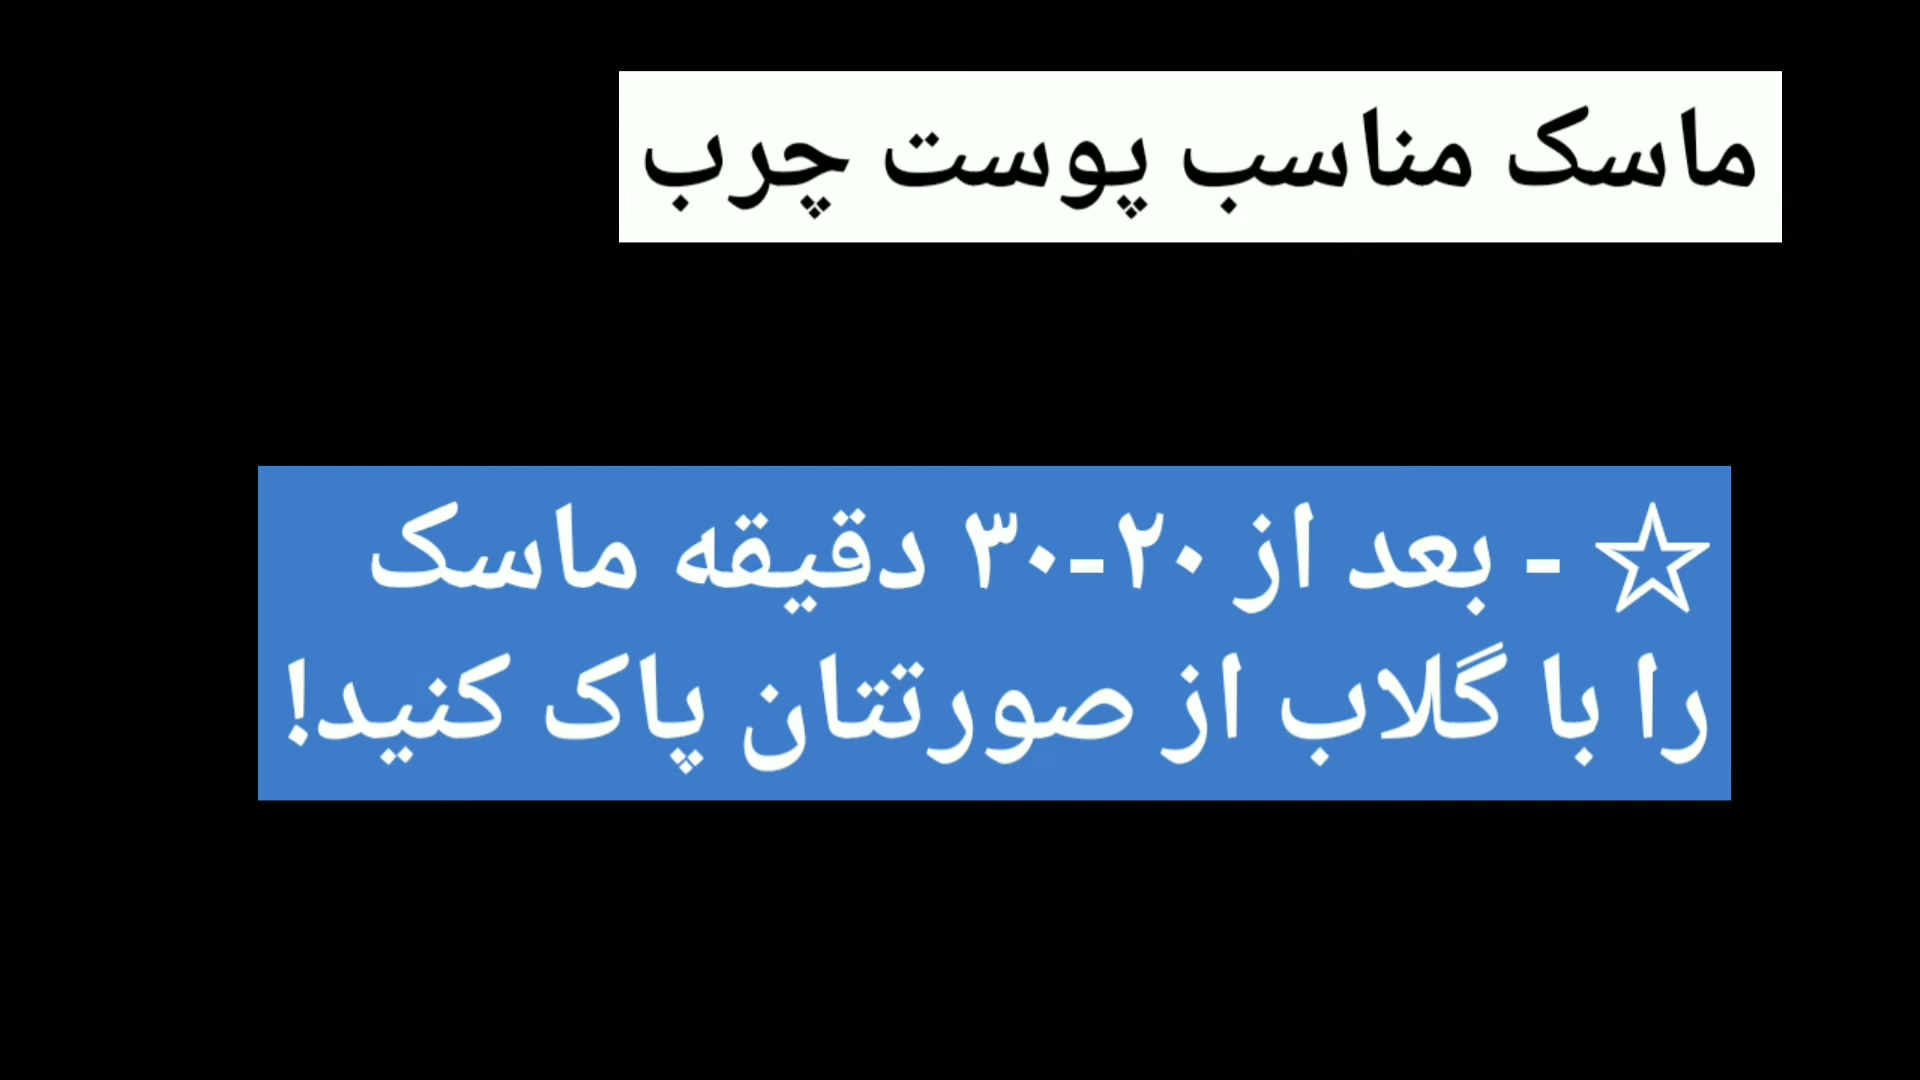 ماسک مناسب پوست چرب
☆ - بعد از ۲۰-۳۰ دقیقه ماسک
را با گلاب از صورتتان پاک کنید!